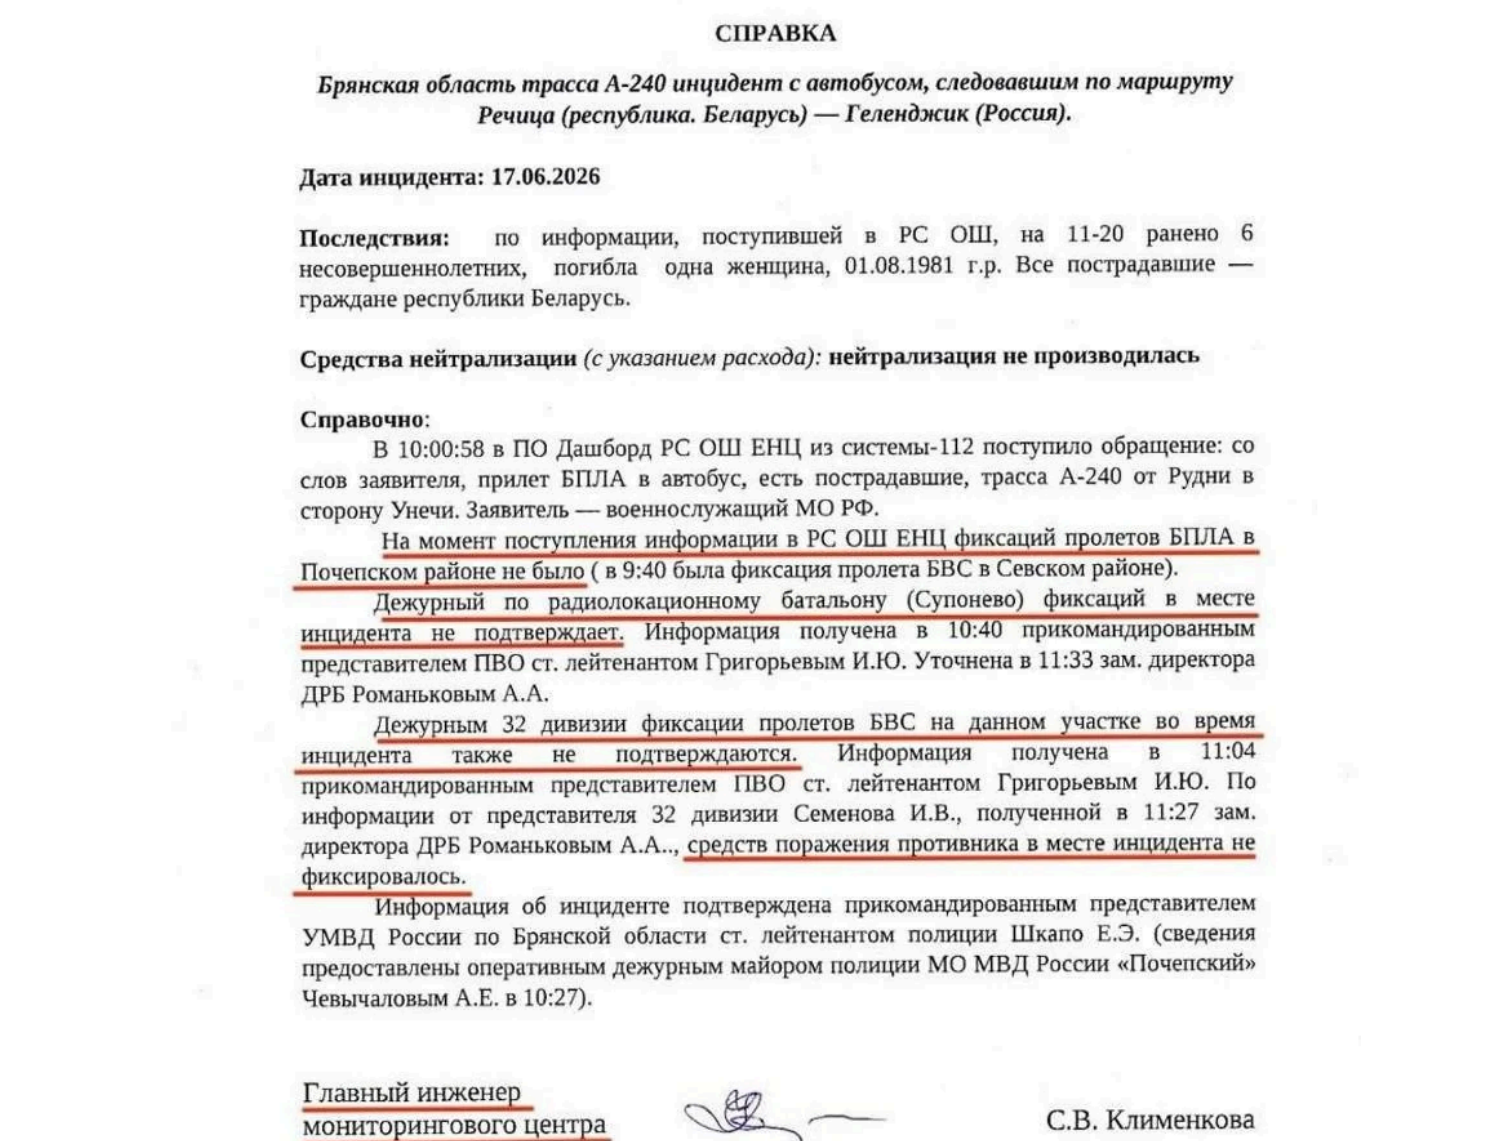 СПРАВКА
Брянская область трасса А-240 инцидент с автобусом, следовавшим по маршруту
Речица (республика. Беларусь) — Геленджик (Россия).
Дата инцидента: 17.06.2026
Последствия: по информации, поступившей в РС ОШ, на 11-20 ранено 6
несовершеннолетних, погибла одна женщина, 01.08.1981 г.р. Все пострадавшие —
граждане республики Беларусь.
Средства нейтрализации (с указанием расхода): нейтрализация не производилась
Справочно:
В 10:00:58 в ПО Дашборд РС ОШ ЕНЦ из системы-112 поступило обращение: со
слов заявителя, прилет БПЛА в автобус, есть пострадавшие, трасса А-240 от Рудни в
сторону Унечи. Заявитель — военнослужащий МО РФ.
На момент поступления информации в РС ОШ ЕНЦ фиксаций пролетов БПЛА в
Почепском районе не было ( в 9:40 была фиксация пролета БВС в Севском районе).
Дежурный по радиолокационному батальону (Супонево) фиксаций в месте
инцидента не подтверждает. Информация получена в 10:40 прикомандированным
представителем ПВО ст. лейтенантом Григорьевым И.Ю. Уточнена в 11:33 зам. директора
ДРБ Романьковым А.А.
Дежурным 32 дивизии фиксации пролетов БВС на данном участке во время
инцидента также не подтверждаются. Информация получена в 11:04
прикомандированным представителем ПВО ст. лейтенантом Григорьевым И.Ю. По
информации от представителя 32 дивизии Семенова И.В., полученной в 11:27 зам.
директора ДРБ Романьковым А.А.., средств поражения противника в месте инцидента не
фиксировалось.
Информация об инциденте подтверждена прикомандированным представителем
УМВД России по Брянской области ст. лейтенантом полиции Шкапо Е.Э. (сведения
предоставлены оперативным дежурным майором полиции МО МВД России «Почепский»
Чевычаловым А.Е. в 10:27).
Главный инженер
мониторингового центра
С.В. Клименкова